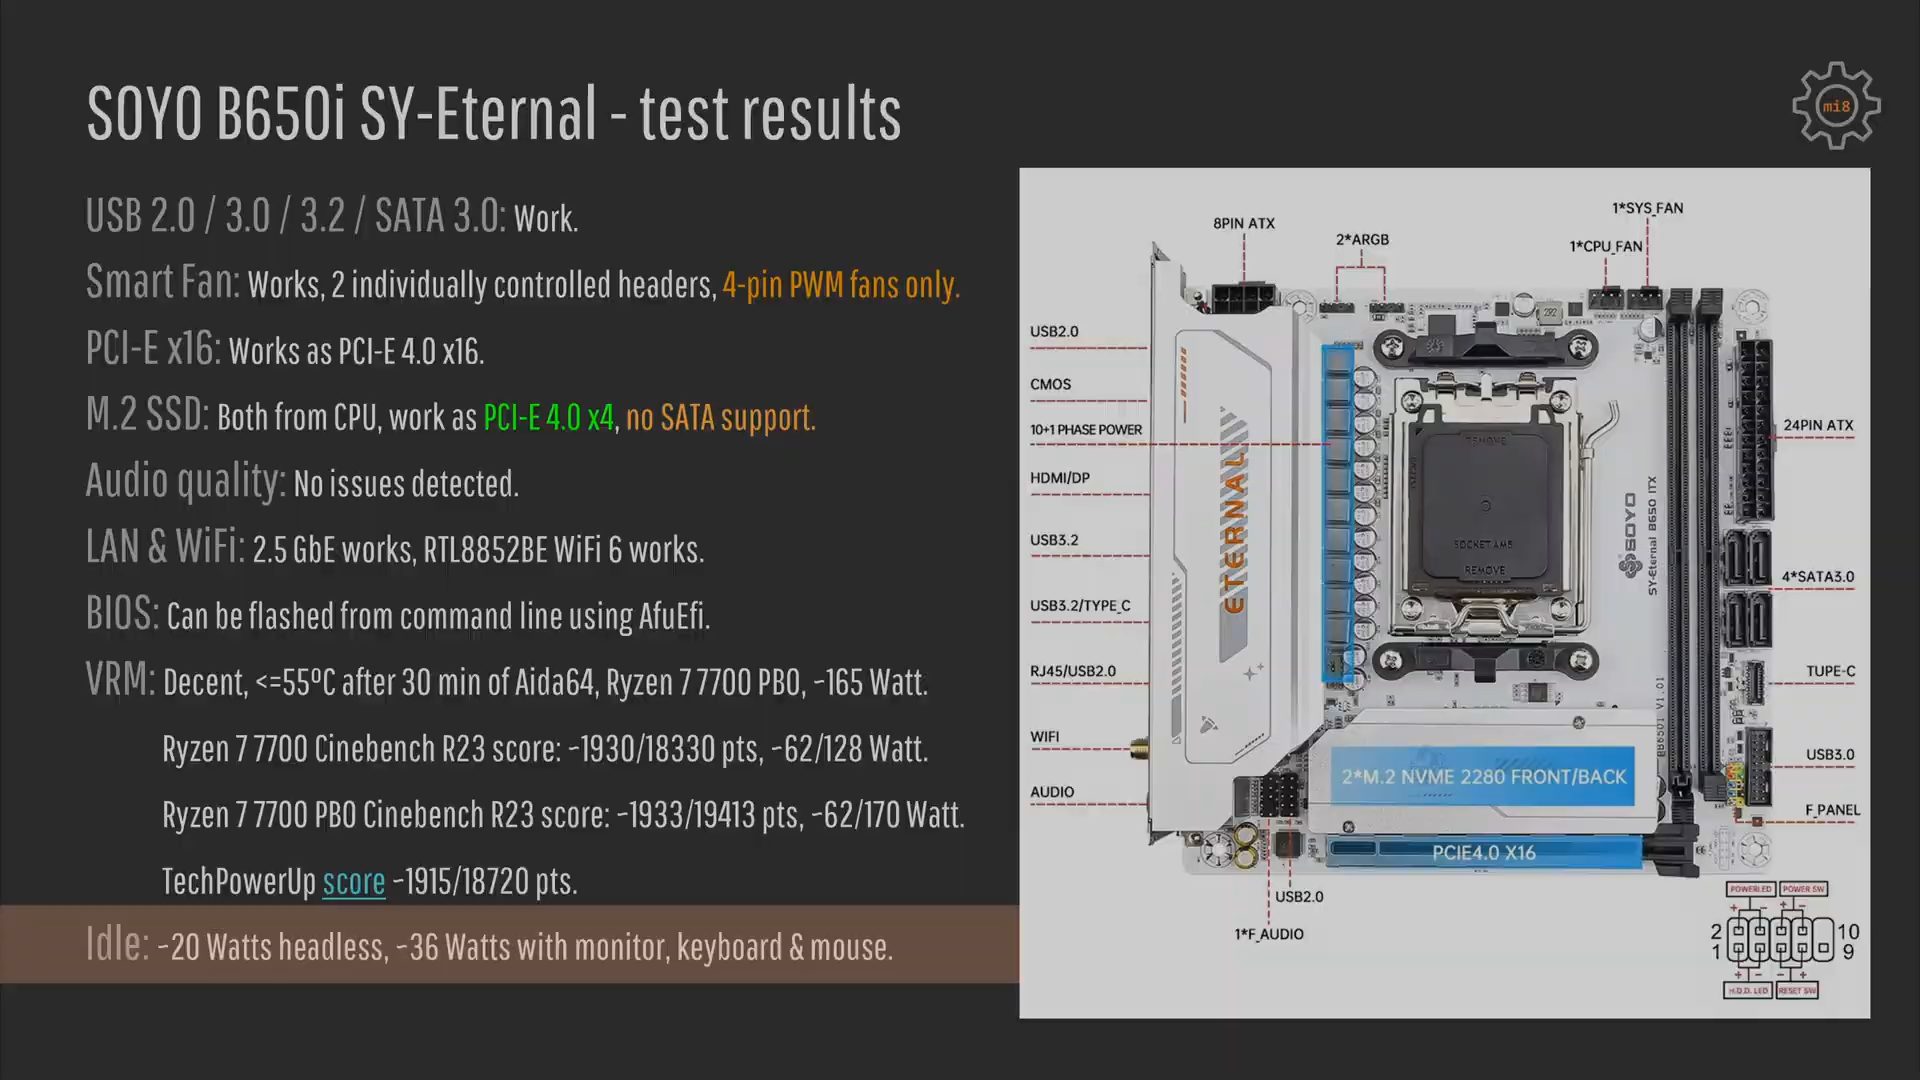 SOYO B650i SY-Eternal - test results
mi8
USB 2.0 / 3.0 / 3.2 / SATA 3.0: Work.
Smart Fan: Works, 2 individually controlled headers, 4-pin PWM fans only.
PCI-E x16: Works as PCI-E 4.0 x16.
M.2 SSD: Both from CPU, work as PCI-E 4.0 x4, no SATA support.
Audio quality: No issues detected.
LAN & WiFi: 2.5 GbE works, RTL8852BE WiFi 6 works.
BIOS: Can be flashed from command line using AfuEfi.
VRM: Decent, <=55ºC after 30 min of Aida64, Ryzen 7 7700 PBO, ~165 Watt.
Ryzen 7 7700 Cinebench R23 score: ~1930/18330 pts, ~62/128 Watt.
Ryzen 7 7700 PBO Cinebench R23 score: ~1933/19413 pts, ~62/170 Watt.
TechPowerUp score ~1915/18720 pts.
Idle: ~20 Watts headless, ~36 Watts with monitor, keyboard & mouse.
1*SYS_FAN
8PIN ATX
2*ARGB
1*CPU_FAN
USB2.0
CMOS
10+1 PHASE POWER
HDMI/DP
USB3.2
USB3.2/TYPE_C
RJ45/USB2.0
WIFI
AUDIO
ETERNAL
REMOVE
SOCKET AM5
REMOVE
SOYO
SY-Eternal B650 ITX
24PIN ATX
4*SATA3.0
TUPE-C
USB3.0
F_PANEL
2*M.2 NVME 2280 FRONT/BACK
PCIE4.0 X16
USB2.0
1*F_AUDIO
POWERLED
POWER SW
+ - + -
2 10
1 9
+ - - +
H.D.D. LED
RESET SW